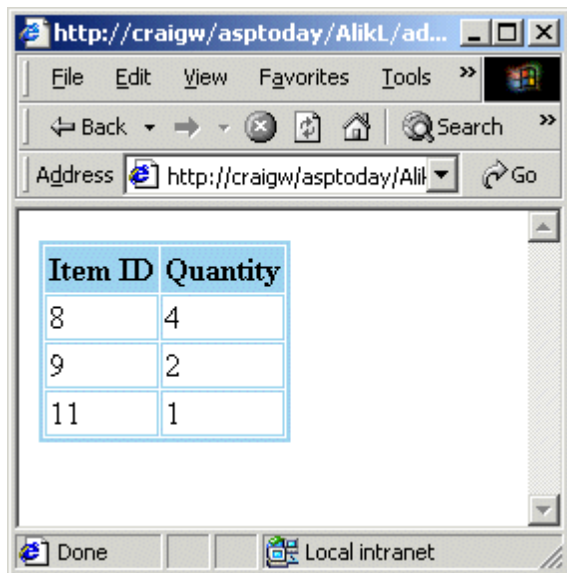 http://craigw/asptoday/AlikL/ad...
File Edit View Favorites Tools »
Back Search »
Address http://craigw/asptoday/Alil Go
Item ID Quantity
8 4
9 2
11 1
Done Local intranet